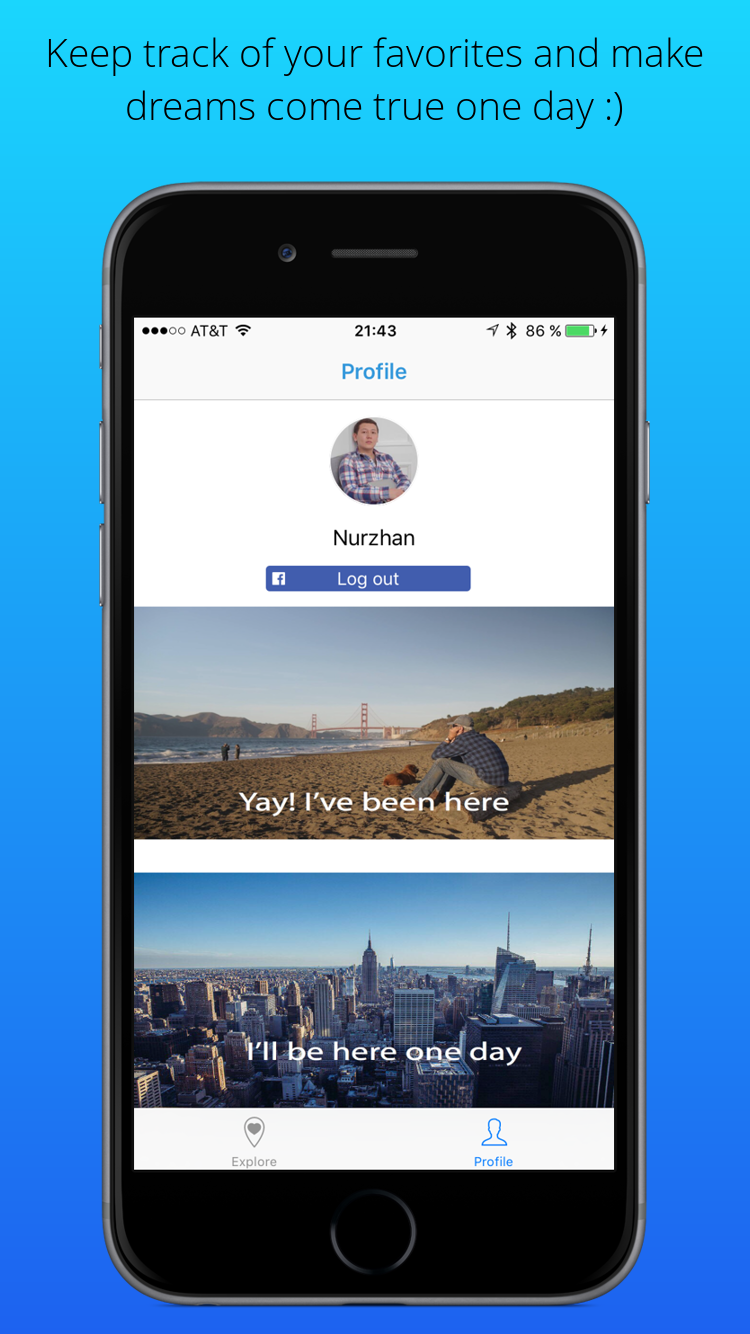 Keep track of your favorites and make
dreams come true one day :)
AT&T 21:43 86 %
Profile
Nurzhan
Log out
Yay! I've been here
I'll be here one day
Explore Profile